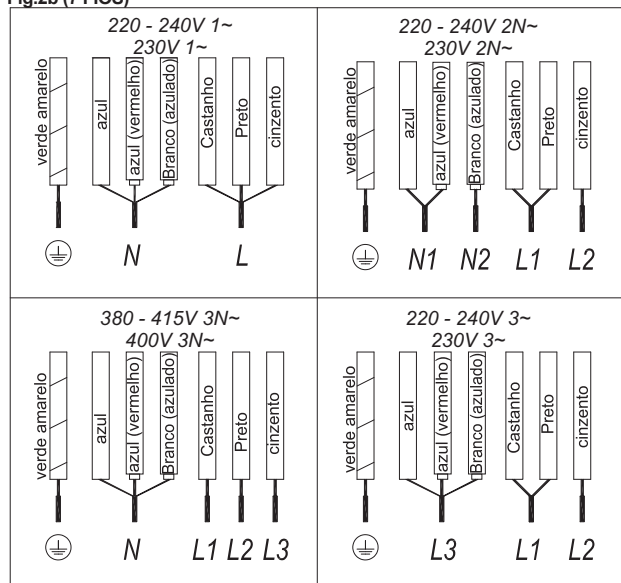 Fig.2b (7 FIOS)
220 - 240V 1~
230V 1~
verde amarelo
azul
azul (vermelho)
Branco (azulado)
Castanho
Preto
cinzento
N
L
220 - 240V 2N~
230V 2N~
verde amarelo
azul
azul (vermelho)
Branco (azulado)
Castanho
Preto
cinzento
N1 N2 L1 L2
380 - 415V 3N~
400V 3N~
verde amarelo
azul
azul (vermelho)
Branco (azulado)
Castanho
Preto
cinzento
N L1 L2 L3
220 - 240V 3~
230V 3~
verde amarelo
azul
azul (vermelho)
Branco (azulado)
Castanho
Preto
cinzento
L3 L1 L2